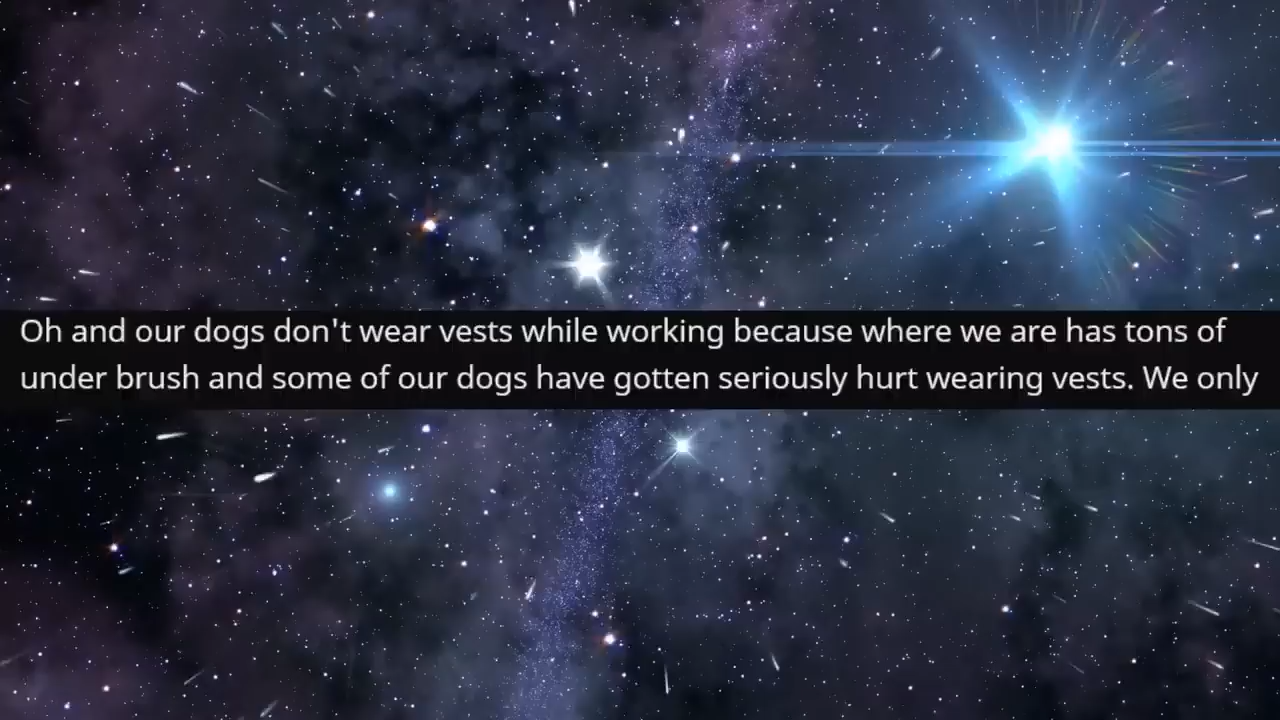 Oh and our dogs don't wear vests while working because where we are has tons of
under brush and some of our dogs have gotten seriously hurt wearing vests. We only